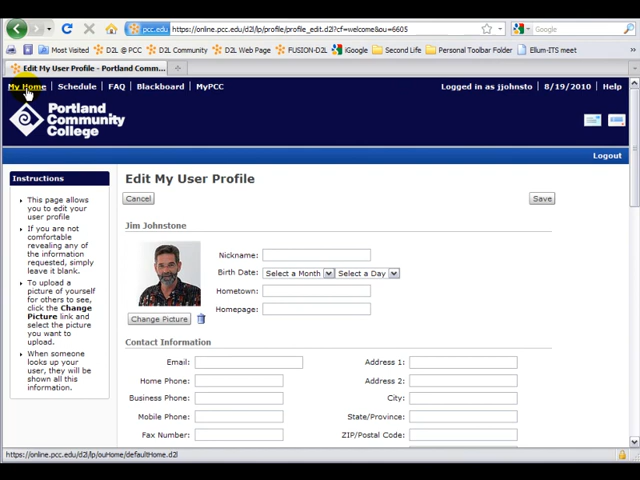 pcc.edu https://online.pcc.edu/d2l/lp/profile/profile_edit.d2l?cf=welcome&ou=6605
Google
Most Visited D2L @ PCC D2L Community D2L Web Page FUSION-D2L iGoogle Second Life Personal Toolbar Folder Ellum-ITS meet
Edit My User Profile - Portland Comm...
My Home Schedule FAQ Blackboard MyPCC Logged in as jjohnsto 8/19/2010 Help
Portland
Community
College
Logout
Instructions
This page allows
you to edit your
user profile
If you are not
comfortable
revealing any of
the information
requested, simply
leave it blank.
To upload a
picture of yourself
for others to see,
click the Change
Picture link and
select the picture
you want to
upload.
When someone
looks up your
user, they will be
shown all this
information.
Edit My User Profile
Cancel Save
Jim Johnstone
Nickname:
Birth Date: Select a Month Select a Day
Hometown:
Homepage:
Change Picture
Contact Information
Email: Address 1:
Home Phone: Address 2:
Business Phone: City:
Mobile Phone: State/Province:
Fax Number: ZIP/Postal Code:
https://online.pcc.edu/d2l/lp/ouHome/defaultHome.d2l